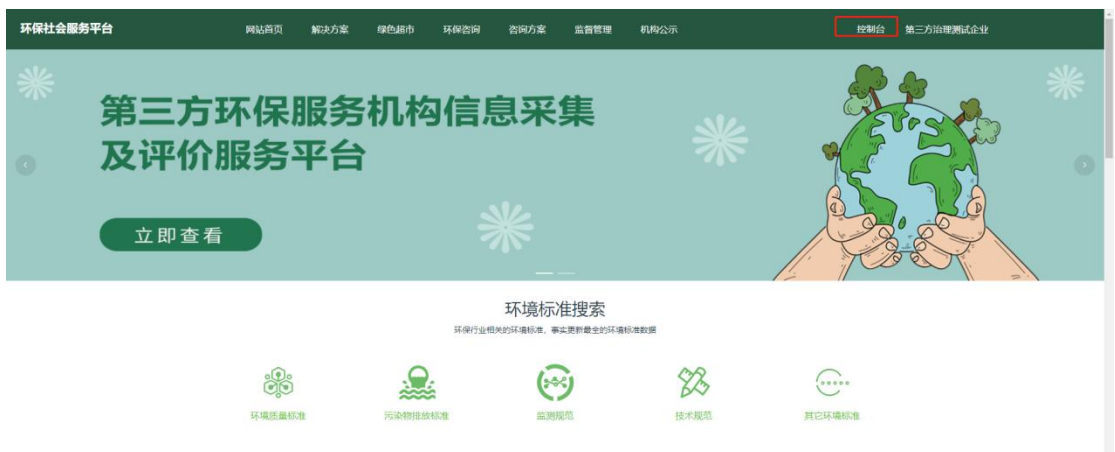 环保社会服务平台 网站首页 解决方案 绿色超市 环保咨询 咨询方案 监督管理 机构公示 控制台 第三方治理测试企业
第三方环保服务机构信息采集
及评价服务平台
立即查看
环境标准搜索
环保行业相关的环境标准，事实更新最全的环境标准数据
环境质量标准 污染物排放标准 监测规范 技术规范 其它环境标准